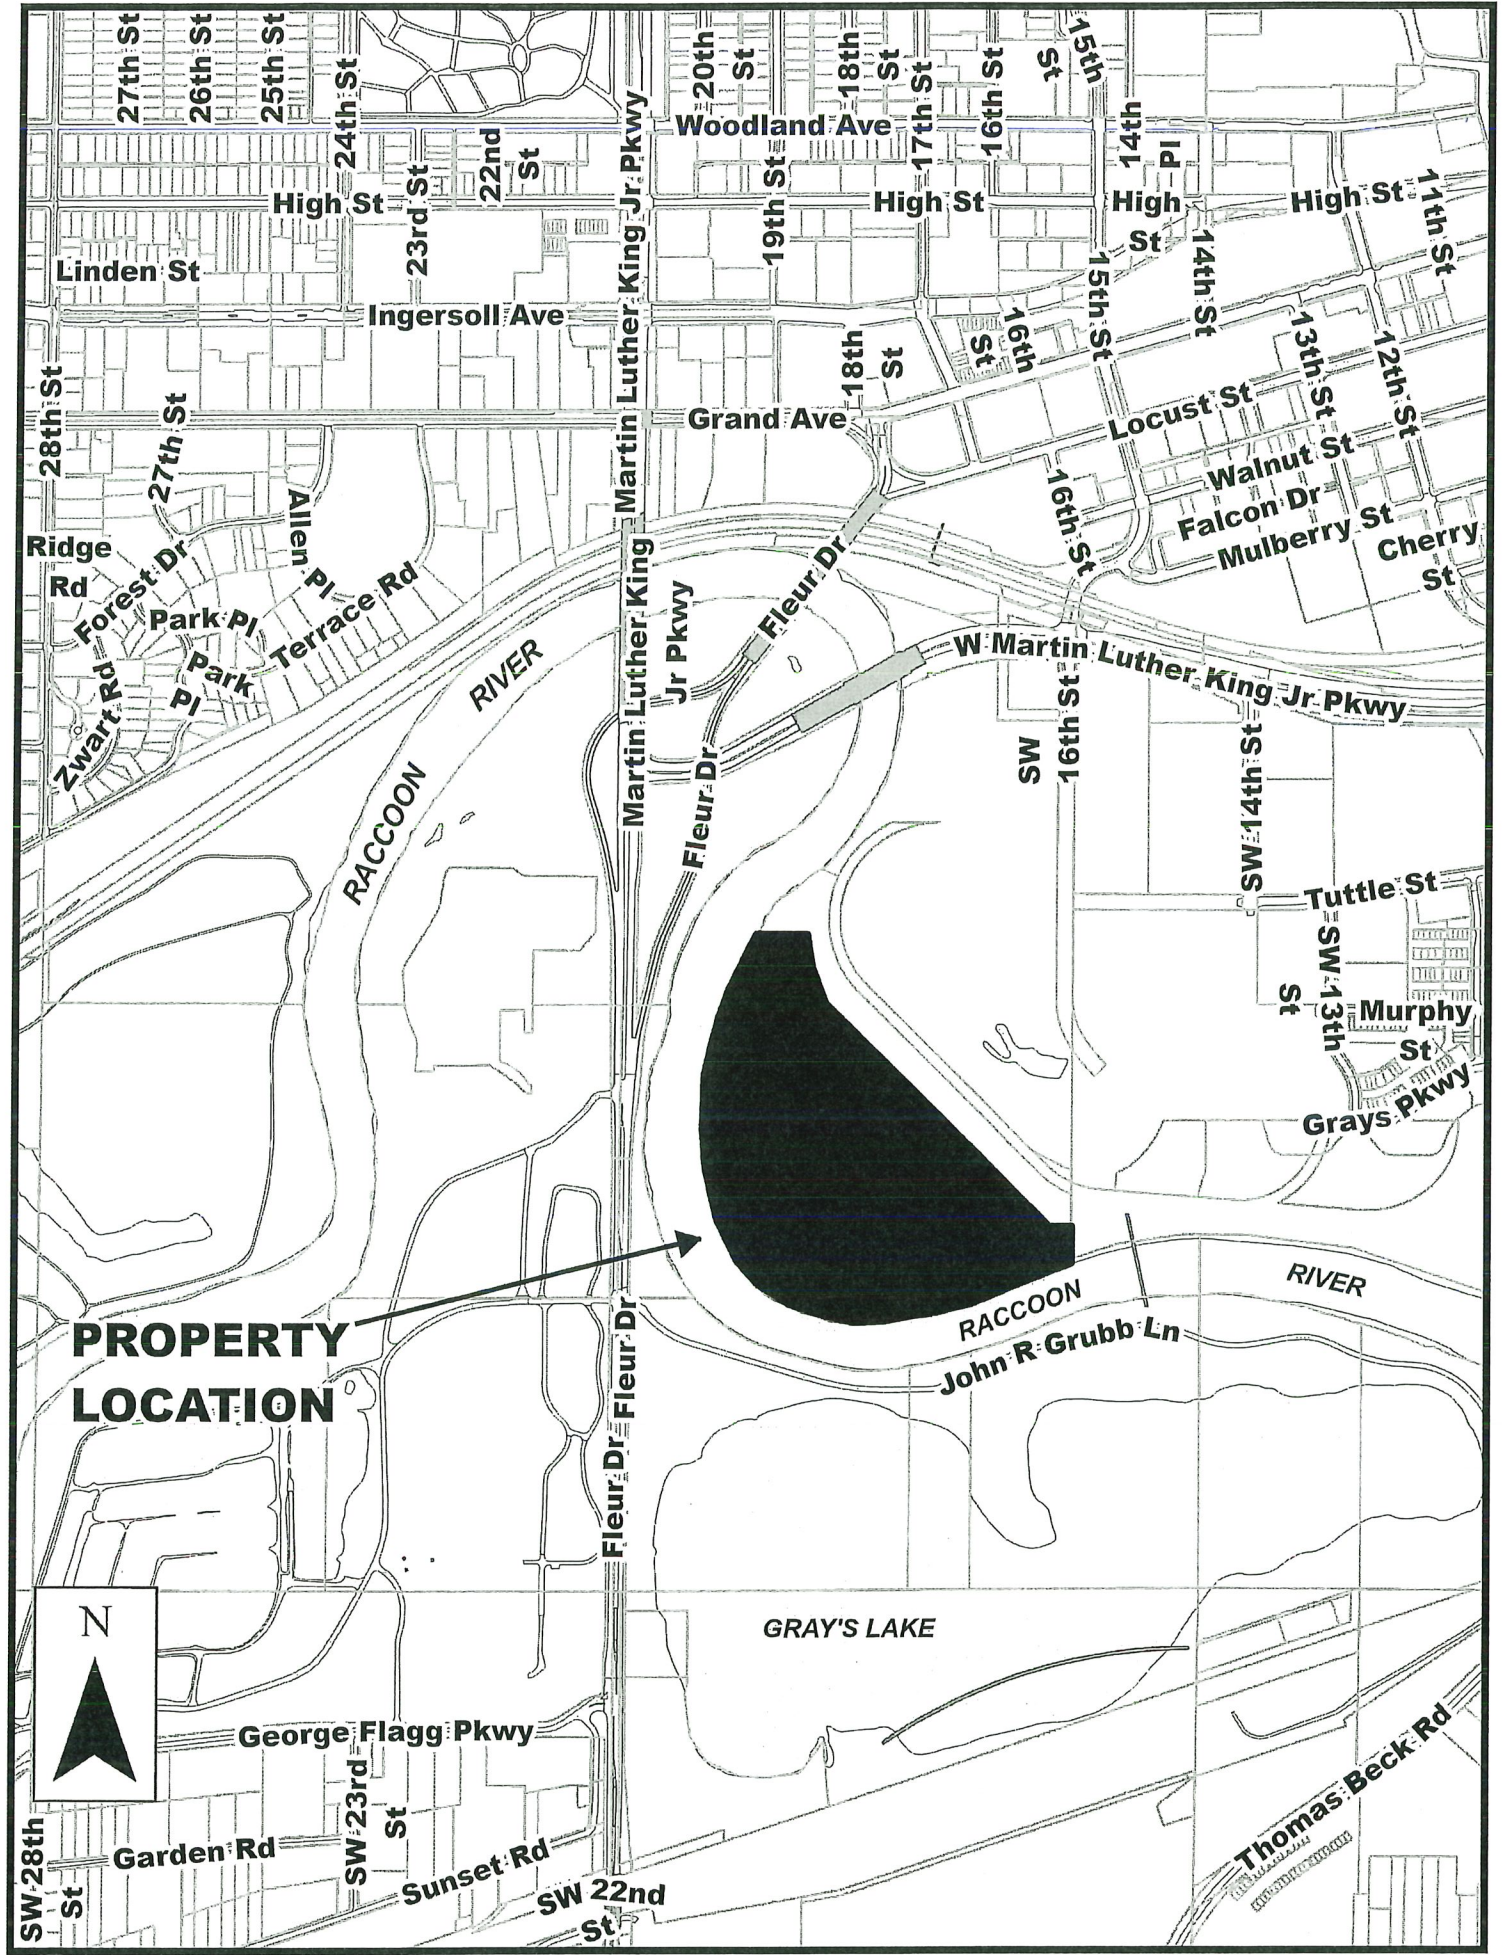 27th St
26th St
25th St
24th St
20th
St
18th
St
17th St
16th St
St
15th
14th
Pl
Woodland Ave
22nd
St
23rd St
19th St
High St
High St
High
St
High St
11th St
Martin Luther King Jr Pkwy
Linden St
Ingersoll Ave
15th St
14th St
16th
St
18th
St
13th St
12th St
28th St
27th St
Grand Ave
Locust St
Walnut St
Falcon Dr
Mulberry St
Cherry
St
16th St
Allen Pl
Ridge
Rd
Forest Dr
Park Pl
Terrace Rd
Park
Pl
Zwart Rd
RACCOON
RIVER
Martin Luther King
Jr Pkwy
Fleur Dr
Fleur Dr
W Martin Luther King Jr Pkwy
SW
16th St
SW 14th St
Tuttle St
SW 13th
St
Murphy
St
Grays Pkwy
PROPERTY
LOCATION
RACCOON
RIVER
John R Grubb Ln
Fleur Dr
Fleur Dr
GRAY'S LAKE
N
George Flagg Pkwy
SW 23rd
St
SW 28th
St
Garden Rd
Sunset Rd
SW 22nd
St
Thomas Beck Rd